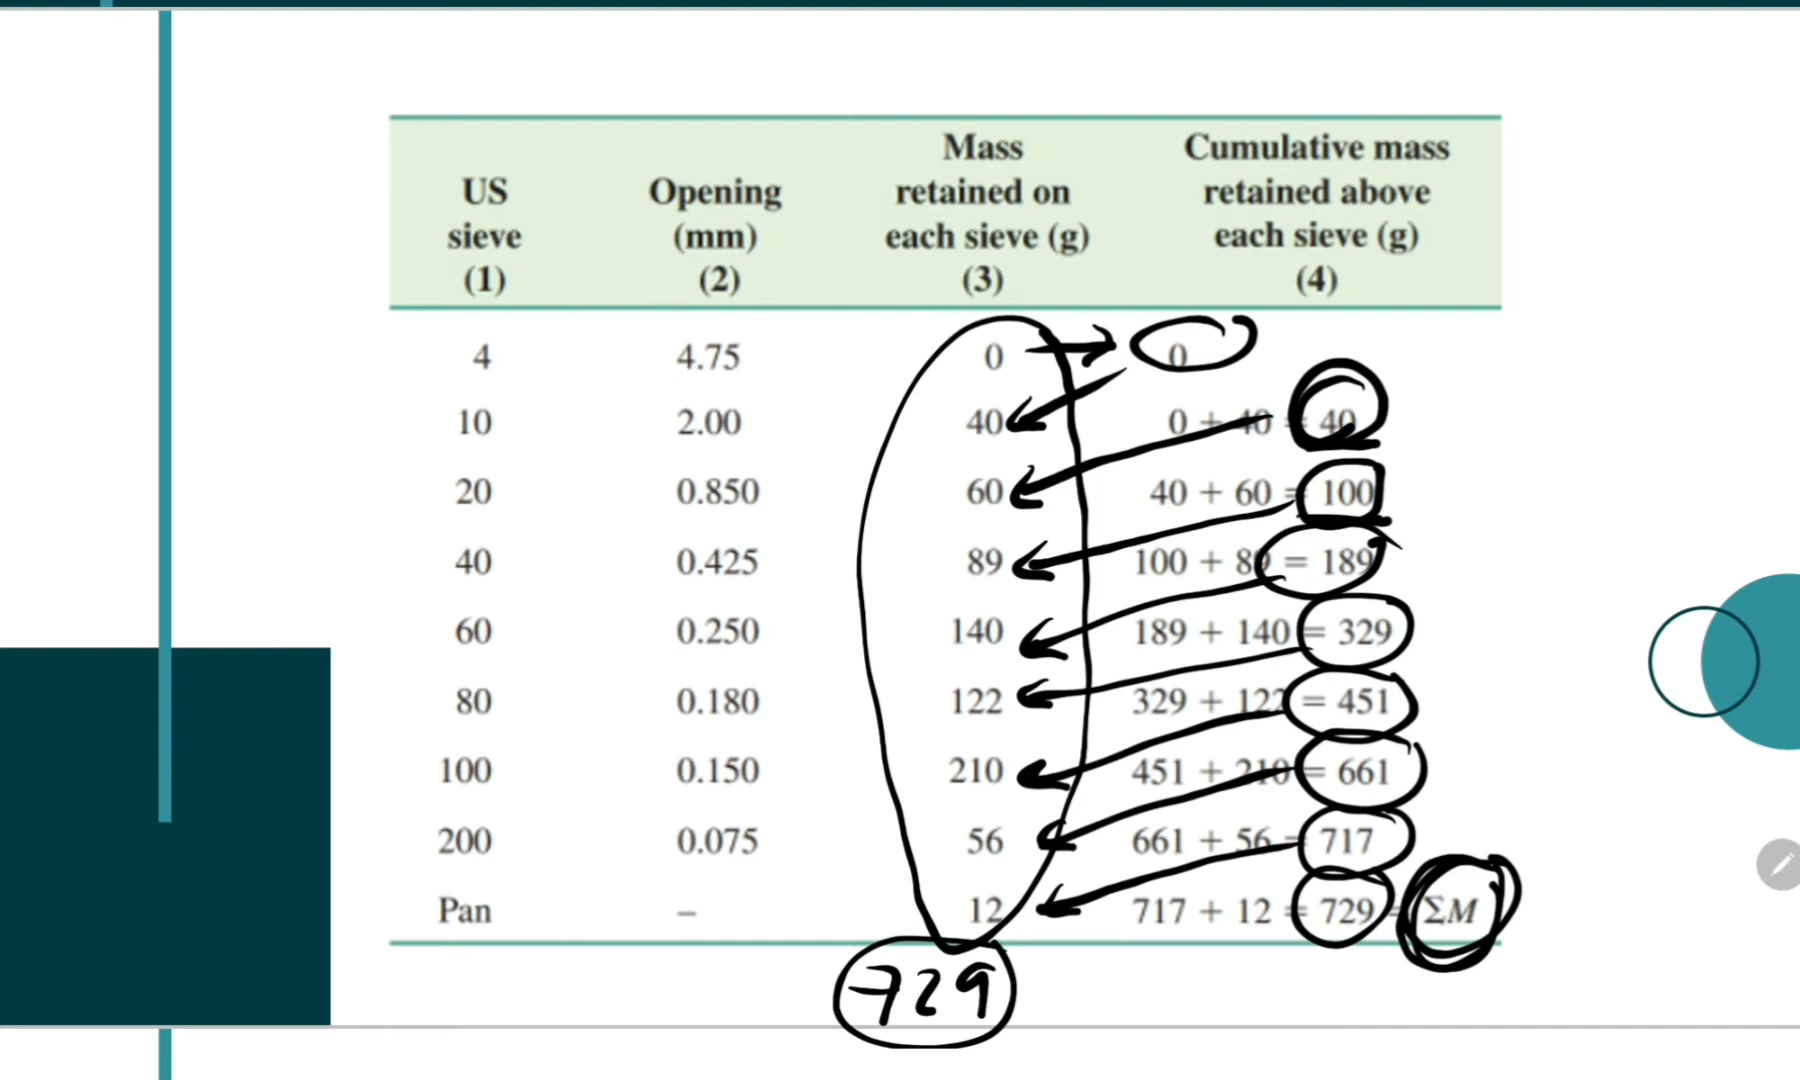 US sieve (1) Opening (mm) (2) Mass retained on each sieve (g) (3) Cumulative mass retained above each sieve (g) (4)
4 4.75 0 0
10 2.00 40 0 + 40 = 40
20 0.850 60 40 + 60 = 100
40 0.425 89 100 + 89 = 189
60 0.250 140 189 + 140 = 329
80 0.180 122 329 + 122 = 451
100 0.150 210 451 + 210 = 661
200 0.075 56 661 + 56 = 717
Pan – 12 717 + 12 = 729 = ΣM
729